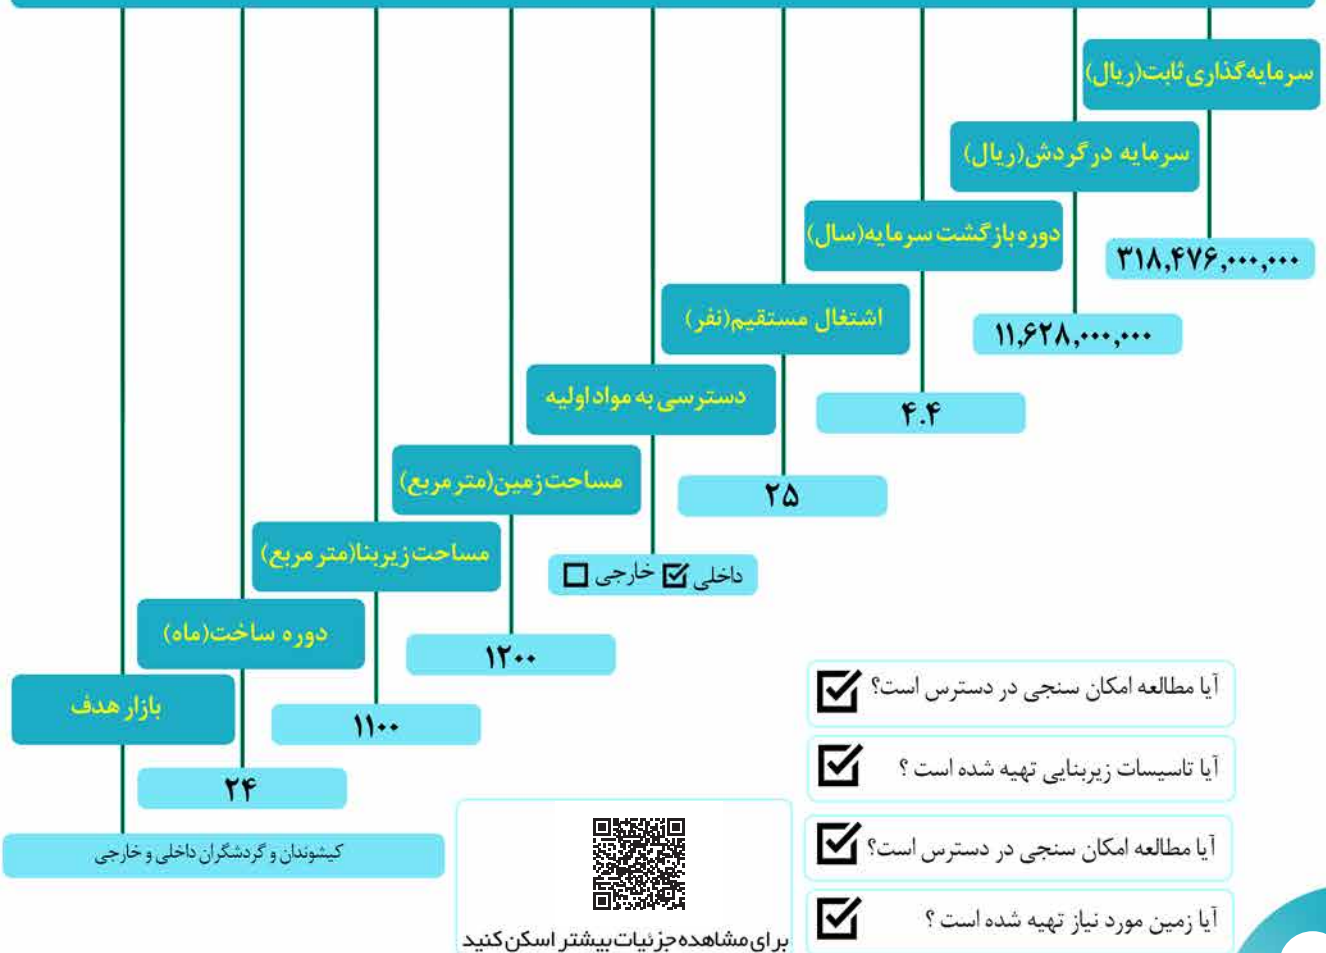 سرمایه‌گذاری ثابت(ریال)
۳۱۸,۴۷۶,۰۰۰,۰۰۰
سرمایه در گردش(ریال)
۱۱,۶۲۸,۰۰۰,۰۰۰
دوره بازگشت سرمایه(سال)
۴.۴
اشتغال مستقیم(نفر)
۲۵
دسترسی به مواد اولیه
داخلی ☑ خارجی ☐
مساحت زمین(متر مربع)
۱۲۰۰
مساحت زیربنا(متر مربع)
۱۱۰۰
دوره ساخت(ماه)
۲۴
بازار هدف
کیشوندان و گردشگران داخلی و خارجی
آیا مطالعه امکان سنجی در دسترس است؟ ☑
آیا تاسیسات زیربنایی تهیه شده است ؟ ☑
آیا مطالعه امکان سنجی در دسترس است؟ ☑
آیا زمین مورد نیاز تهیه شده است ؟ ☑
برای مشاهده جزئیات بیشتر اسکن کنید